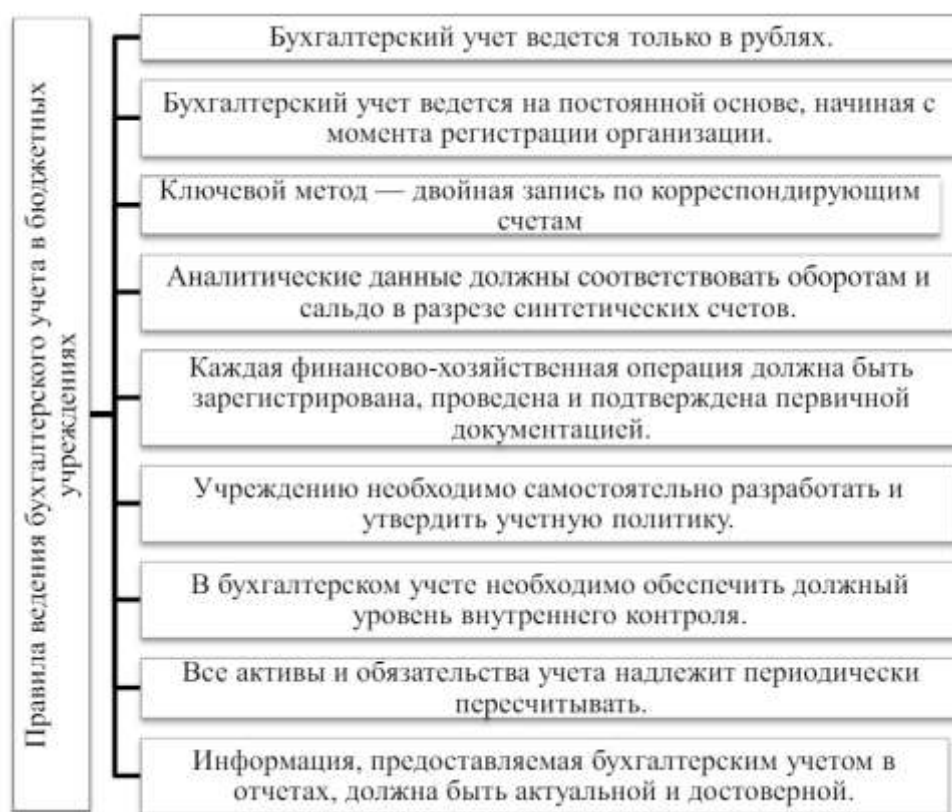 Правила ведения бухгалтерского учета в бюджетных
учреждениях
Бухгалтерский учет ведется только в рублях.
Бухгалтерский учет ведется на постоянной основе, начиная с
момента регистрации организации.
Ключевой метод — двойная запись по корреспондирующим
счетам
Аналитические данные должны соответствовать оборотам и
сальдо в разрезе синтетических счетов.
Каждая финансово-хозяйственная операция должна быть
зарегистрирована, проведена и подтверждена первичной
документацией.
Учреждению необходимо самостоятельно разработать и
утвердить учетную политику.
В бухгалтерском учете необходимо обеспечить должный
уровень внутреннего контроля.
Все активы и обязательства учета надлежит периодически
пересчитывать.
Информация, предоставляемая бухгалтерским учетом в
отчетах, должна быть актуальной и достоверной.